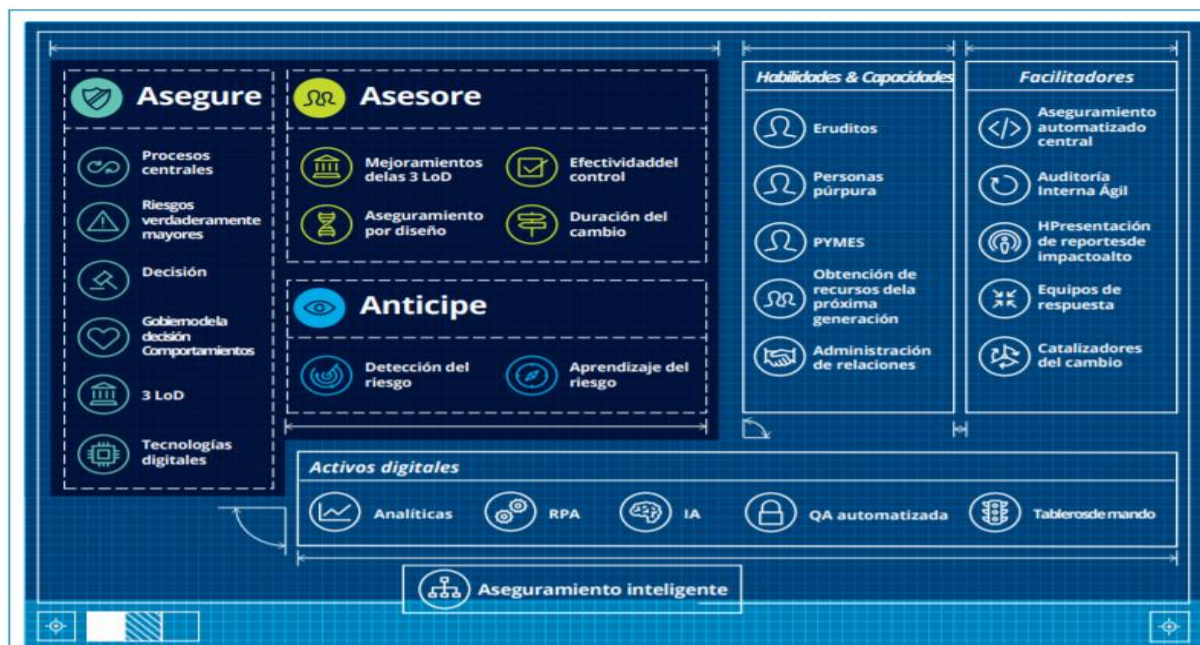 Asegure
Procesos
centrales
Riesgos
verdaderamente
mayores
Decisión
Gobiernodela
decisión
Comportamientos
3 LoD
Tecnologías
digitales
Asesore
Mejoramientos
delas 3 LoD
Efectividaddel
control
Aseguramiento
por diseño
Duración del
cambio
Anticipe
Detección del
riesgo
Aprendizaje del
riesgo
Habilidades & Capacidades
Eruditos
Personas
púrpura
PYMES
Obtención de
recursos dela
próxima
generación
Administración
de relaciones
Facilitadores
Aseguramiento
automatizado
central
Auditoría
Interna Ágil
HPresentación
de reportesde
impactoalto
Equipos de
respuesta
Catalizadores
del cambio
Activos digitales
Analíticas
RPA
IA
QA automatizada
Tablerosde mando
Aseguramiento inteligente